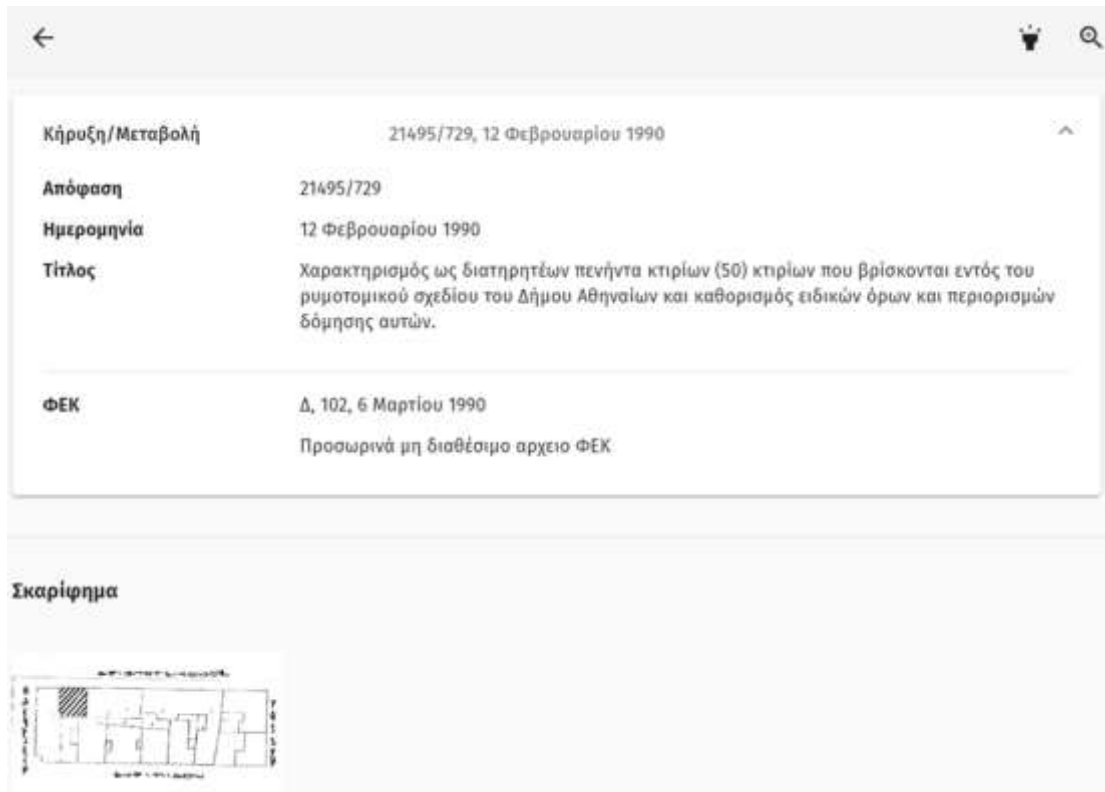 Κήρυξη/Μεταβολή 21495/729, 12 Φεβρουαρίου 1990
Απόφαση 21495/729
Ημερομηνία 12 Φεβρουαρίου 1990
Τίτλος Χαρακτηρισμός ως διατηρητέων πενήντα κτιρίων (50) κτιρίων που βρίσκονται εντός του
ρυμοτομικού σχεδίου του Δήμου Αθηναίων και καθορισμός ειδικών όρων και περιορισμών
δόμησης αυτών.
ΦΕΚ Δ, 102, 6 Μαρτίου 1990
Προσωρινά μη διαθέσιμο αρχειο ΦΕΚ
Σκαρίφημα